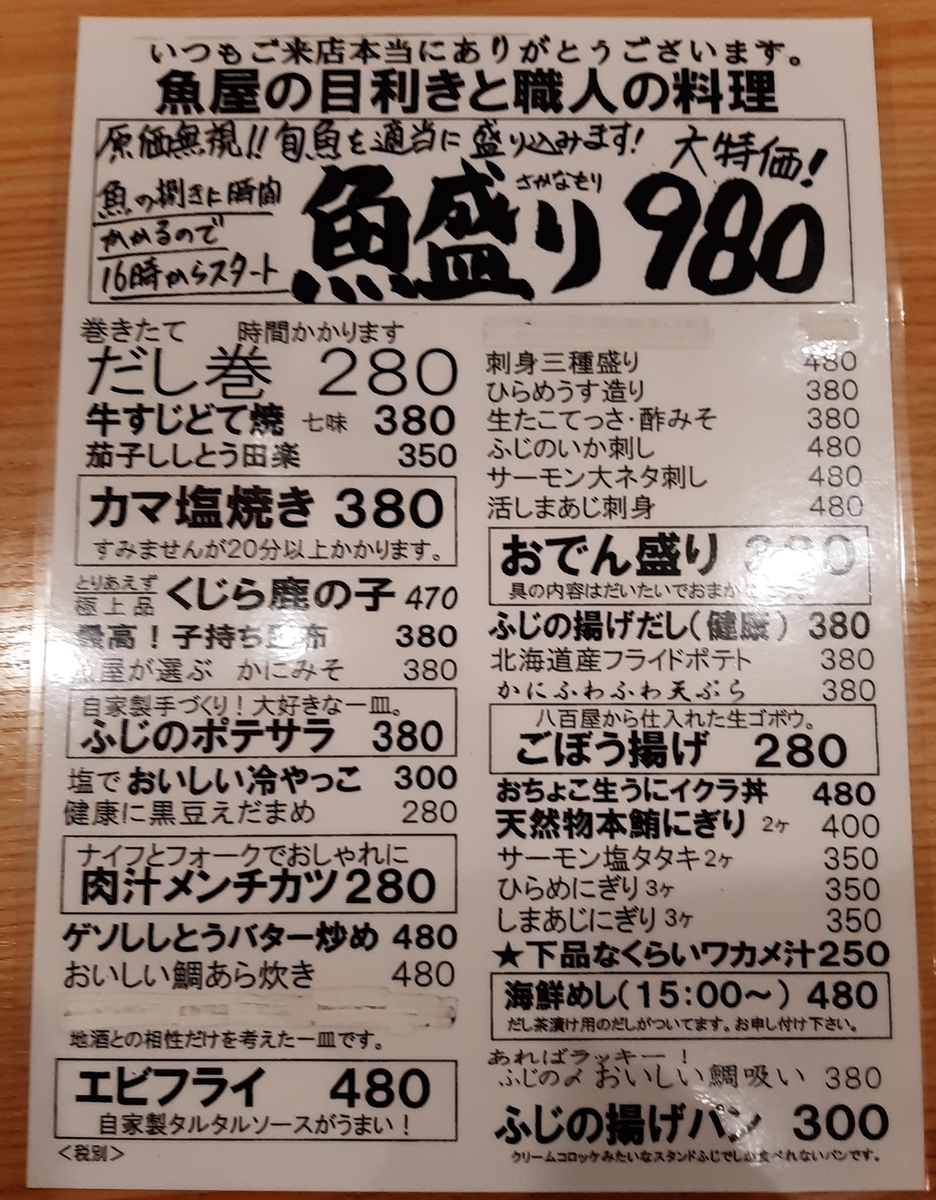 いつもご来店本当にありがとうございます。
魚屋の目利きと職人の料理
原価無視!! 旬魚を適当に盛り込みます! 大特価!
魚の捌きに時間
かかるので
16時からスタート
さかなもり
魚盛り 980
巻きたて 時間かかります
だし巻 280
牛すじどて焼 七味 380
茄子ししとう田楽 350
カマ塩焼き 380
すみませんが20分以上かかります。
とりあえず
極上品 くじら鹿の子 470
最高!子持ち昆布 380
魚屋が選ぶ かにみそ 380
自家製手づくり!大好きな一皿。
ふじのポテサラ 380
塩でおいしい冷やっこ 300
健康に黒豆えだまめ 280
ナイフとフォークでおしゃれに
肉汁メンチカツ 280
ゲソししとうバター炒め 480
おいしい鯛あら炊き 480
地酒との相性だけを考えた一皿です。
エビフライ 480
自家製タルタルソースがうまい!
<税別>
刺身三種盛り 480
ひらめうす造り 380
生たこてっさ・酢みそ 380
ふじのいか刺し 480
サーモン大ネタ刺し 480
活しまあじ刺身 480
おでん盛り 380
具の内容はだいたいでおまかせです。
ふじの揚げだし(健康) 380
北海道産フライドポテト 380
かにふわふわ天ぷら 380
八百屋から仕入れた生ゴボウ。
ごぼう揚げ 280
おちょこ生うにイクラ丼 480
天然物本鮪にぎり 2ヶ 400
サーモン塩タタキ 2ヶ 350
ひらめにぎり 3ヶ 350
しまあじにぎり 3ヶ 350
★下品なくらいワカメ汁 250
海鮮めし(15:00〜) 480
だし茶漬け用のだしがついてます。お申し付け下さい。
あればラッキー!
ふじの〆 おいしい鯛吸い 380
ふじの揚げパン 300
クリームコロッケみたいなスタンドふじでしか食べれないパンです。